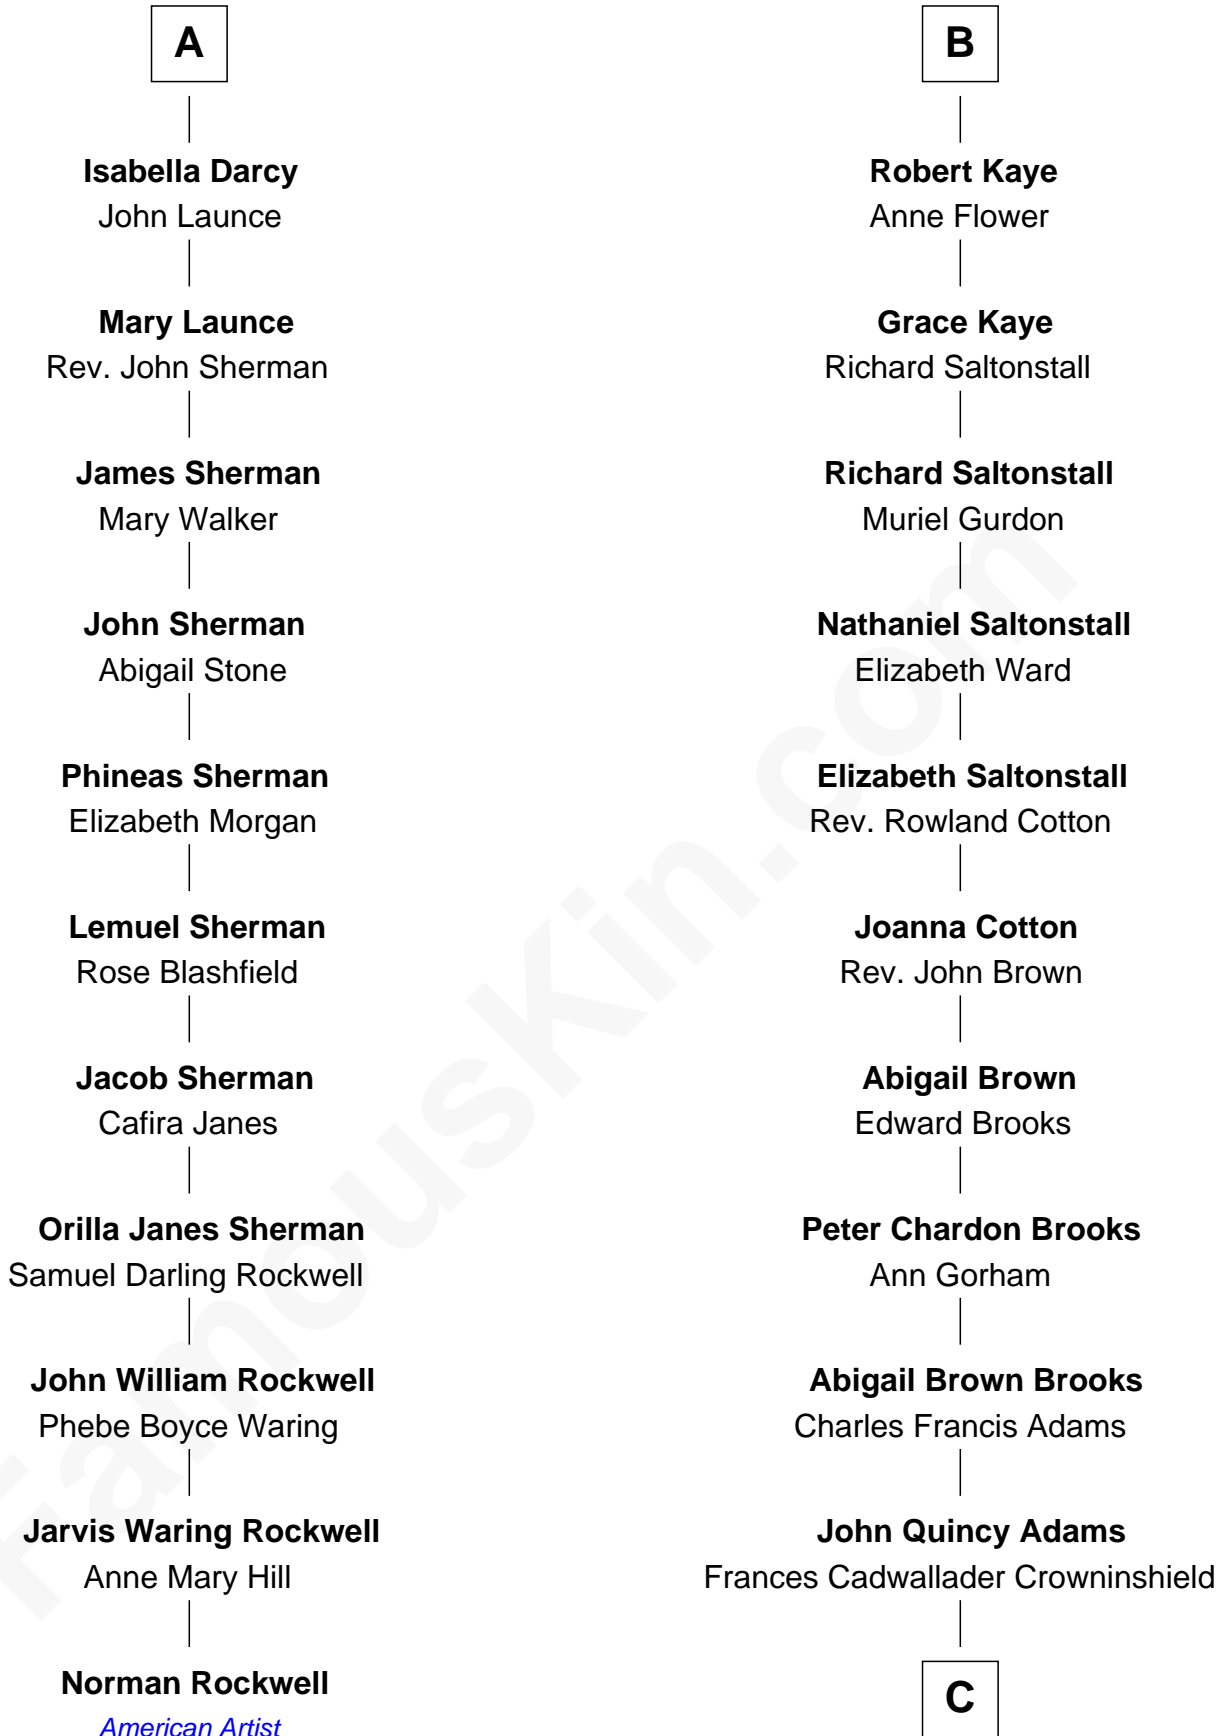 A
Isabella Darcy
John Launce
Mary Launce
Rev. John Sherman
James Sherman
Mary Walker
John Sherman
Abigail Stone
Phineas Sherman
Elizabeth Morgan
Lemuel Sherman
Rose Blashfield
Jacob Sherman
Cafira Janes
Orilla Janes Sherman
Samuel Darling Rockwell
John William Rockwell
Phebe Boyce Waring
Jarvis Waring Rockwell
Anne Mary Hill
Norman Rockwell
American Artist
B
Robert Kaye
Anne Flower
Grace Kaye
Richard Saltonstall
Richard Saltonstall
Muriel Gurdon
Nathaniel Saltonstall
Elizabeth Ward
Elizabeth Saltonstall
Rev. Rowland Cotton
Joanna Cotton
Rev. John Brown
Abigail Brown
Edward Brooks
Peter Chardon Brooks
Ann Gorham
Abigail Brown Brooks
Charles Francis Adams
John Quincy Adams
Frances Cadwallader Crowninshield
C
FamousKin.com